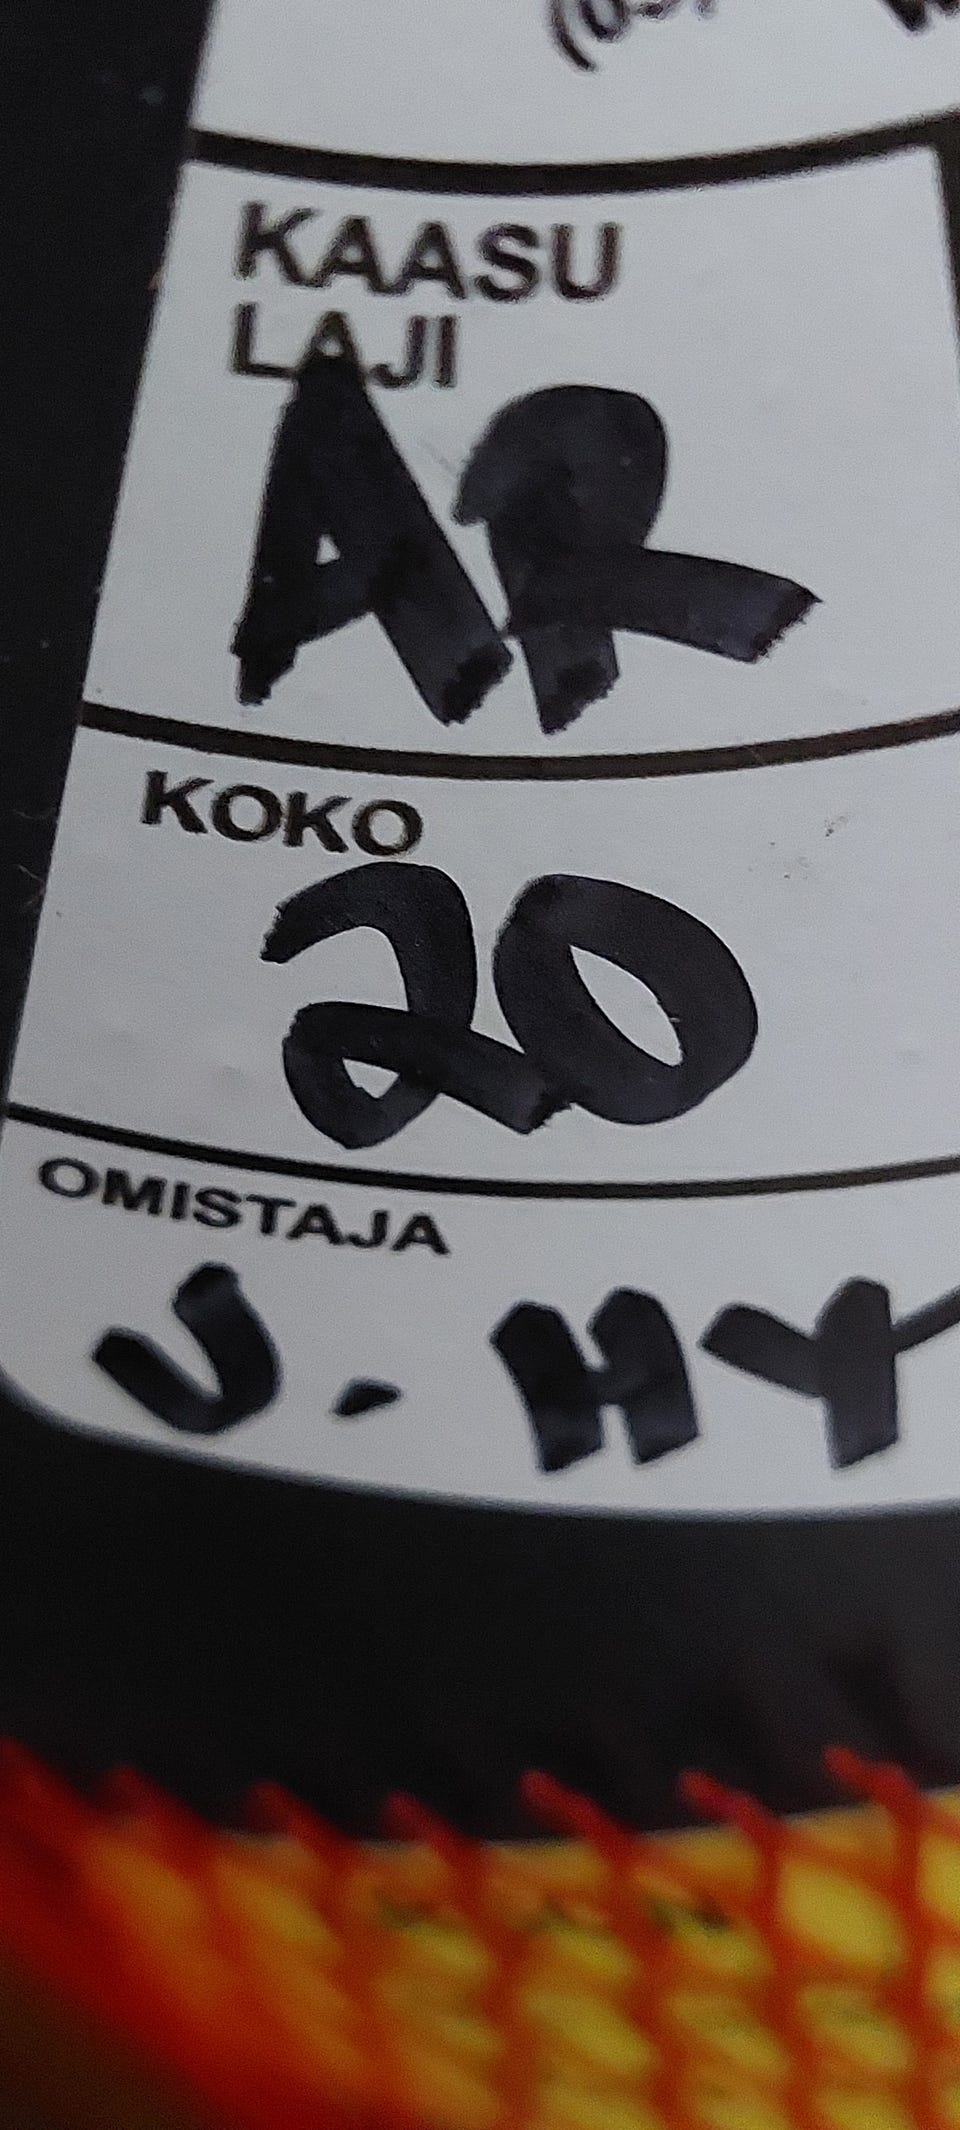 KAASU
LAJI
AR
KOKO
20
OMISTAJA
J. HY